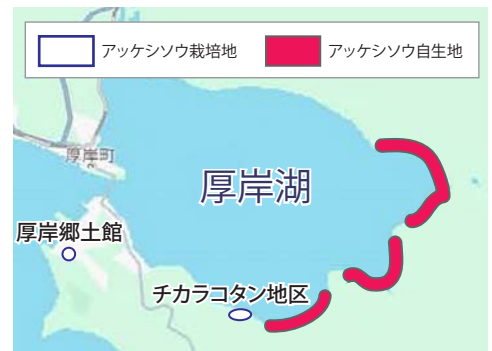 アッケシソウ栽培地
アッケシソウ自生地
厚岸町
厚岸湖
厚岸郷土館
チカラコタン地区